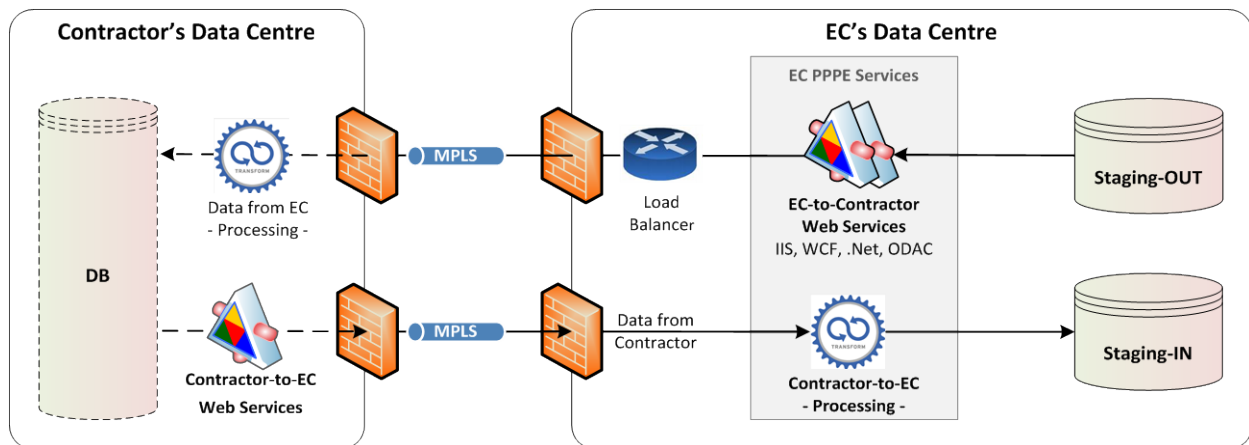 Contractor's Data Centre
EC's Data Centre
EC PPPE Services
TRANSFORM
MPLS
Data from EC
- Processing -
Load
Balancer
EC-to-Contractor
Web Services
IIS, WCF, .Net, ODAC
Staging-OUT
DB
MPLS
Data from
Contractor
TRANSFORM
Contractor-to-EC
Web Services
Contractor-to-EC
- Processing -
Staging-IN